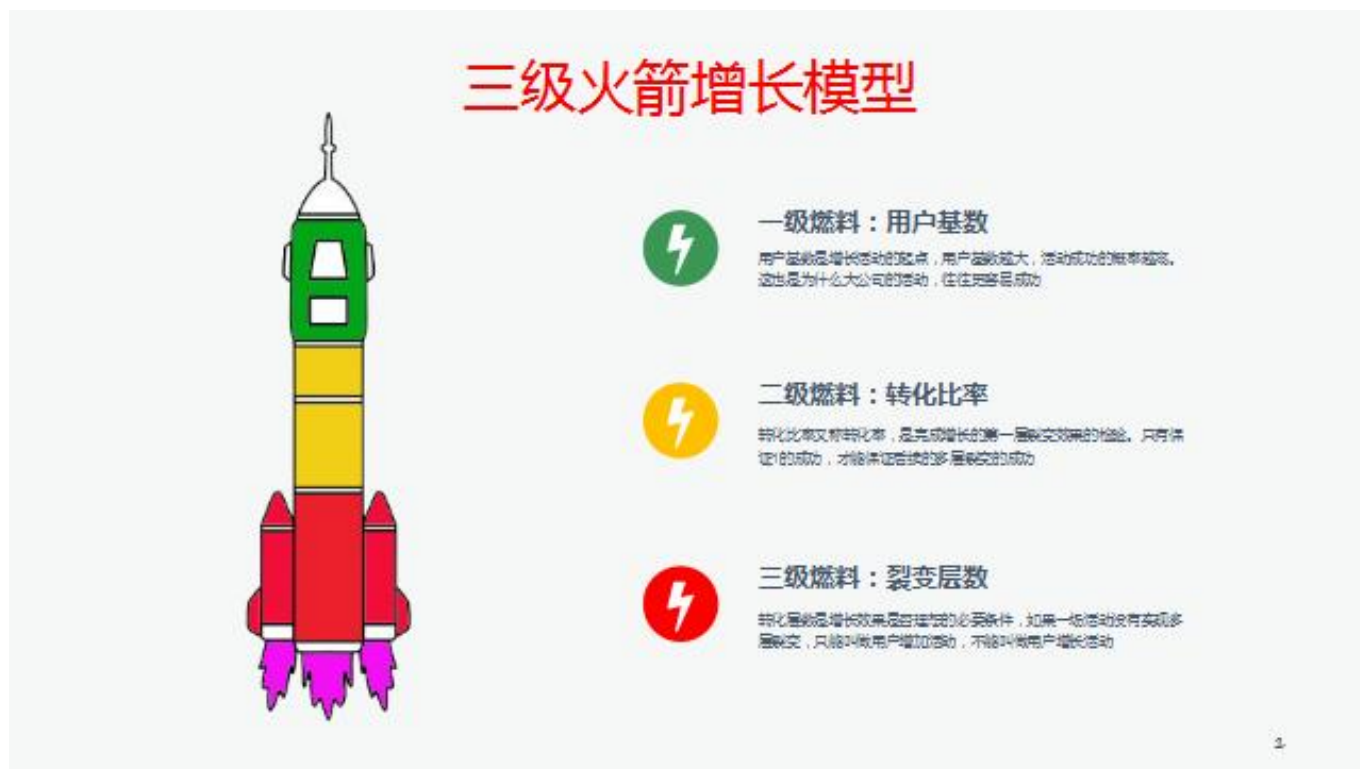 三级火箭增长模型
一级燃料：用户基数
用户基数是增长活动的起点，用户基数越大，活动成功的概率越高。
这也是为什么大公司的活动，往往更容易成功
二级燃料：转化比率
转化比率又称转化率，是完成增长的第一层裂变效果的检验。只有保
证1的成功，才能保证后续的多层裂变的成功
三级燃料：裂变层数
转化层数是增长效果是否理想的必要条件，如果一场活动没有实现多
层裂变，只能叫做用户增加活动，不能叫做用户增长活动
2